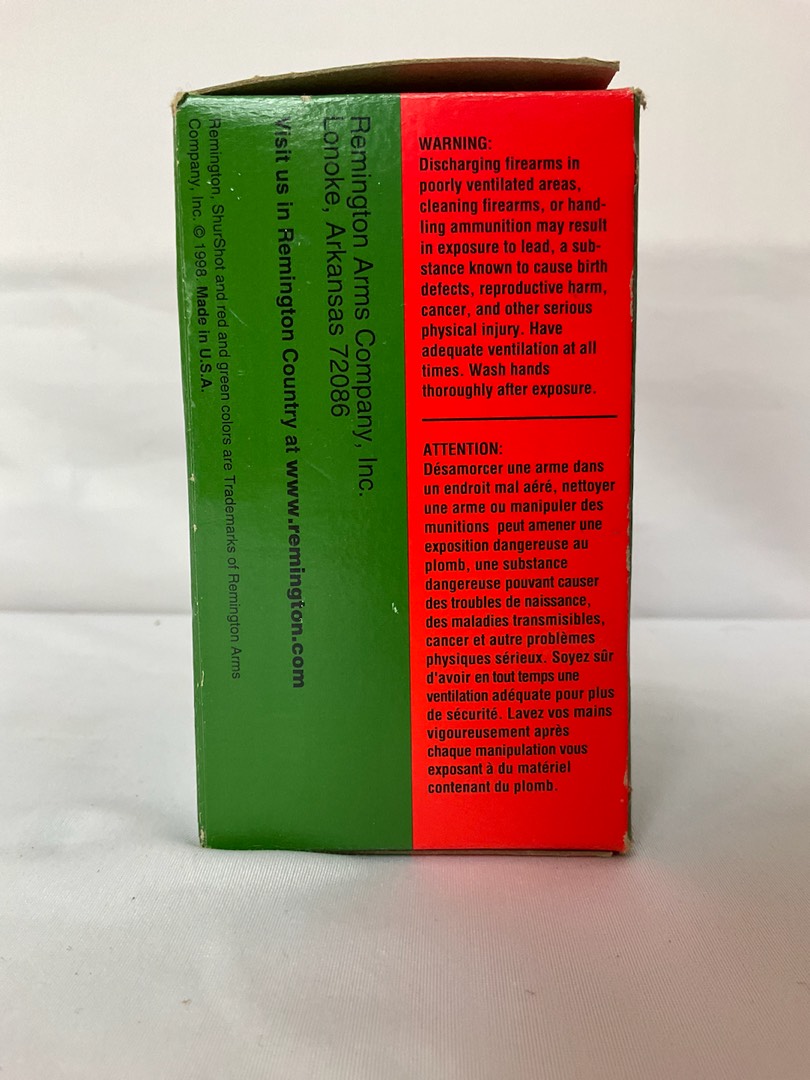 Remington Arms Company, Inc.
Lonoke, Arkansas 72086
Visit us in Remington Country at www.remington.com
Remington, ShurShot and red and green colors are Trademarks of Remington Arms
Company, Inc. © 1998 Made in U.S.A.
WARNING:
Discharging firearms in
poorly ventilated areas,
cleaning firearms, or hand-
ling ammunition may result
in exposure to lead, a sub-
stance known to cause birth
defects, reproductive harm,
cancer, and other serious
physical injury. Have
adequate ventilation at all
times. Wash hands
thoroughly after exposure.
ATTENTION:
Désamorcer une arme dans
un endroit mal aéré, nettoyer
une arme ou manipuler des
munitions peut amener une
exposition dangereuse au
plomb, une substance
dangereuse pouvant causer
des troubles de naissance,
des maladies transmisibles,
cancer et autre problèmes
physiques sérieux. Soyez sûr
d'avoir en tout temps une
ventilation adéquate pour plus
de sécurité. Lavez vos mains
vigoureusement après
chaque manipulation vous
exposant à du matériel
contenant du plomb.